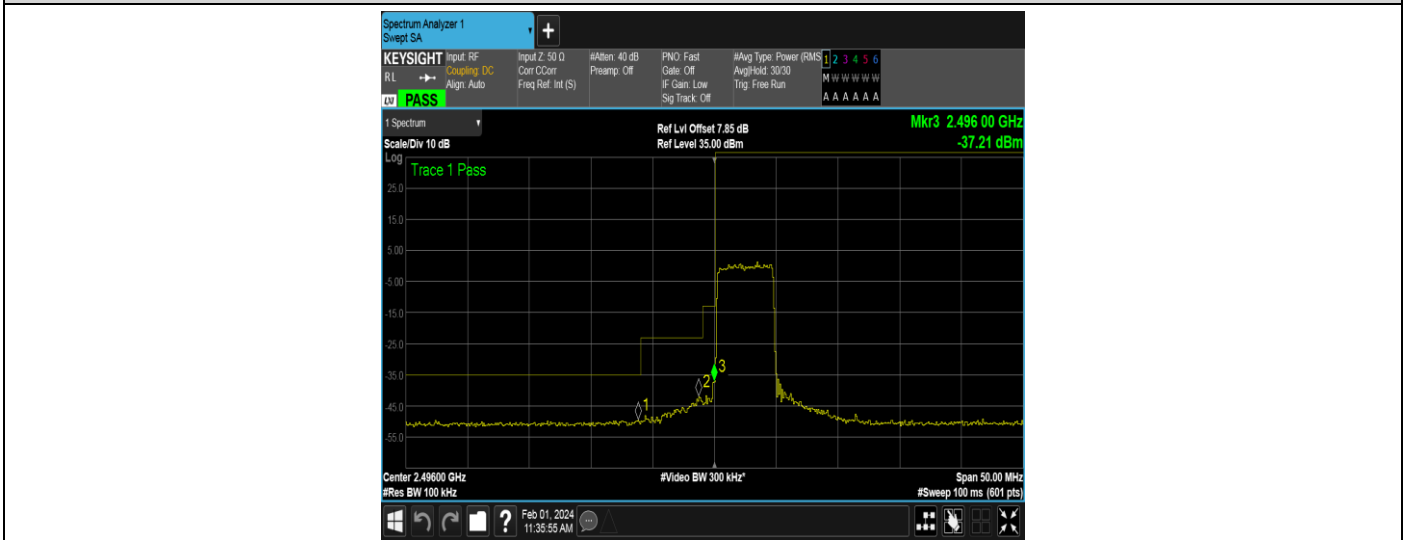 Spectrum Analyzer 1
Swept SA
+
KEYSIGHT
RL
LXI PASS
Input: RF
Coupling: DC
Align: Auto
Input Z: 50 Ω
Corr CCorr
Freq Ref: Int (S)
#Atten: 40 dB
Preamp: Off
PNO: Fast
Gate: Off
IF Gain: Low
Sig Track: Off
#Avg Type: Power (RMS
Avg|Hold: 30/30
Trig: Free Run
1 2 3 4 5 6
M W W W W W
A A A A A A
1 Spectrum
Scale/Div 10 dB
Ref Lvl Offset 7.85 dB
Ref Level 35.00 dBm
Mkr3 2.496 00 GHz
-37.21 dBm
Log
Trace 1 Pass
25.0
15.0
5.00
-5.00
-15.0
-25.0
-35.0
-45.0
-55.0
1
2
3
Center 2.49600 GHz
#Res BW 100 kHz
#Video BW 300 kHz*
Span 50.00 MHz
#Sweep 100 ms (601 pts)
?
Feb 01, 2024
11:35:55 AM